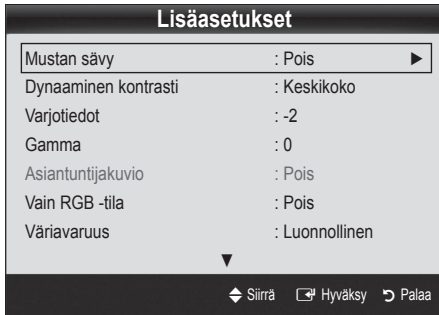 Lisäasetukset
Mustan sävy : Pois ▶
Dynaaminen kontrasti : Keskikoko
Varjotiedot : -2
Gamma : 0
Asiantuntijakuvio : Pois
Vain RGB -tila : Pois
Väriavaruus : Luonnollinen
▼
Siirrä Hyväksy Palaa